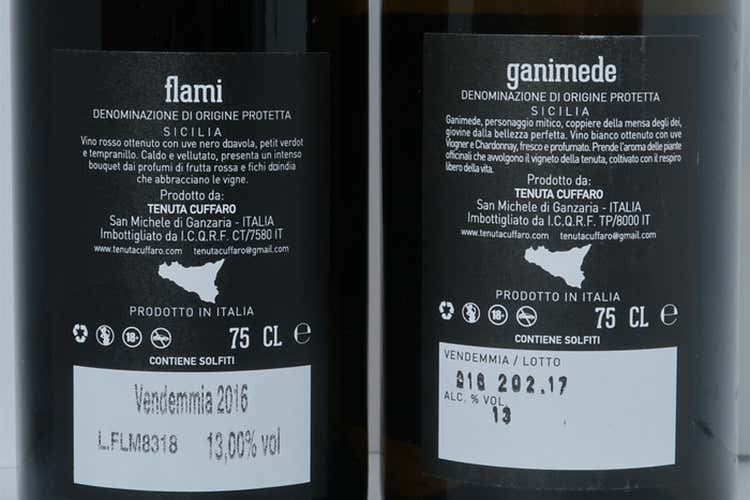 flami
DENOMINAZIONE DI ORIGINE PROTETTA
SICILIA
Vino rosso ottenuto con uve nero d'avola, petit verdot
e tempranillo. Caldo e vellutato, presenta un intenso
bouquet dai profumi di frutta rossa e fichi d'india
che abbracciano le vigne.
Prodotto da:
TENUTA CUFFARO
San Michele di Ganzaria - ITALIA
Imbottigliato da I.C.Q.R.F. CT/7580 IT
www.tenutacuffaro.com tenutacuffaro@gmail.com
PRODOTTO IN ITALIA
18+ 75 CL e
CONTIENE SOLFITI
Vendemmia 2016
L.FLM8318 13,00% vol
ganimede
DENOMINAZIONE DI ORIGINE PROTETTA
SICILIA
Ganimede, personaggio mitico, coppiere della mensa degli dei,
giovine dalla bellezza perfetta. Vino bianco ottenuto con uve
Viogner e Chardonnay, fresco e profumato. Prende l'aroma delle piante
officinali che avvolgono il vigneto della tenuta, coltivato con il respiro
libero della vita.
Prodotto da:
TENUTA CUFFARO
San Michele di Ganzaria - ITALIA
Imbottigliato da I.C.Q.R.F. TP/8000 IT
www.tenutacuffaro.com tenutacuffaro@gmail.com
PRODOTTO IN ITALIA
18+ 75 CL e
CONTIENE SOLFITI
VENDEMMIA / LOTTO
016 202.17
ALC. % VOL.
13